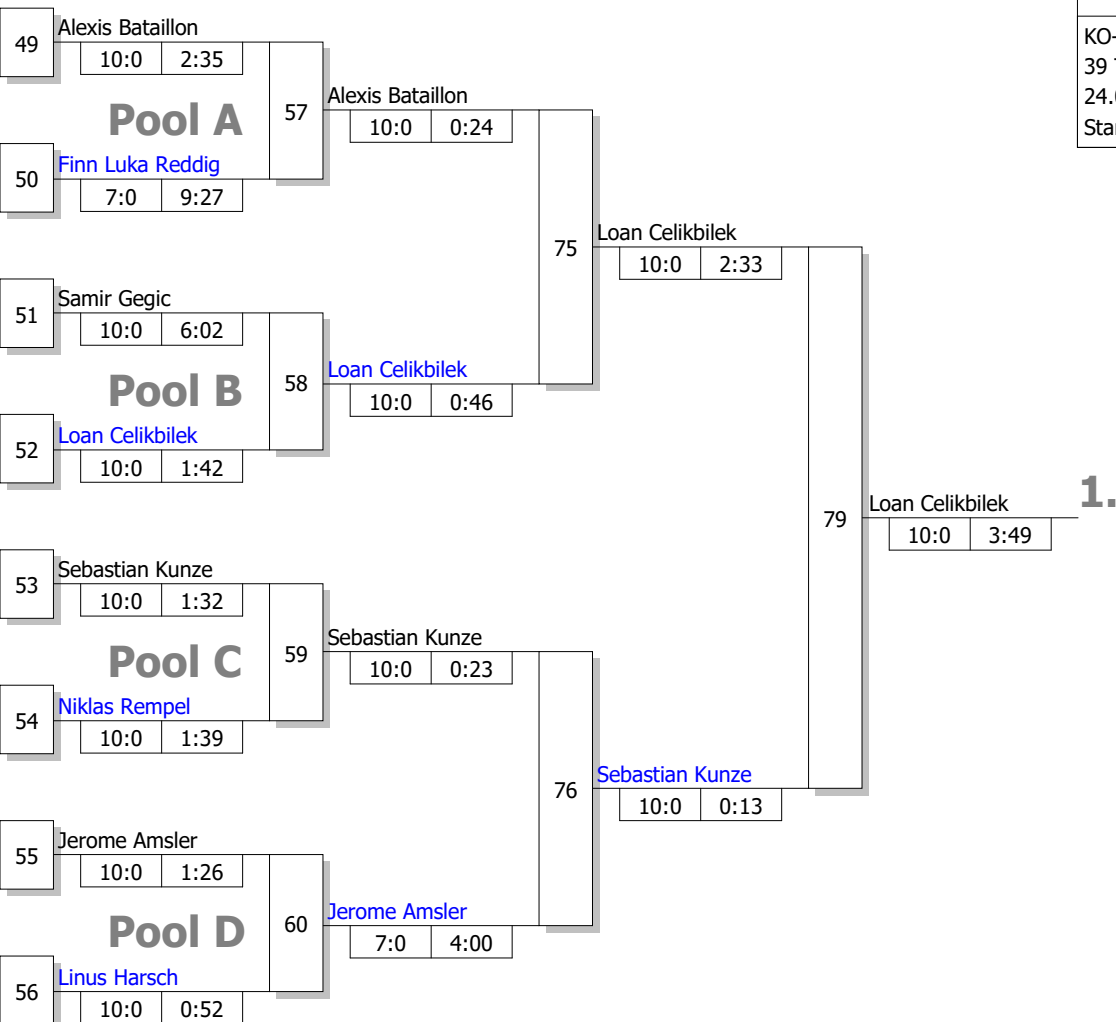 KO-
39
24.
Star
49
Alexis Bataillon
10:0 2:35
Pool A
57
Alexis Bataillon
10:0 0:24
50
Finn Luka Reddig
7:0 9:27
75
Loan Celikbilek
10:0 2:33
51
Samir Gegic
10:0 6:02
Pool B
58
Loan Celikbilek
10:0 0:46
52
Loan Celikbilek
10:0 1:42
79
Loan Celikbilek
10:0 3:49
1.
53
Sebastian Kunze
10:0 1:32
Pool C
59
Sebastian Kunze
10:0 0:23
54
Niklas Rempel
10:0 1:39
76
Sebastian Kunze
10:0 0:13
55
Jerome Amsler
10:0 1:26
Pool D
60
Jerome Amsler
7:0 4:00
56
Linus Harsch
10:0 0:52